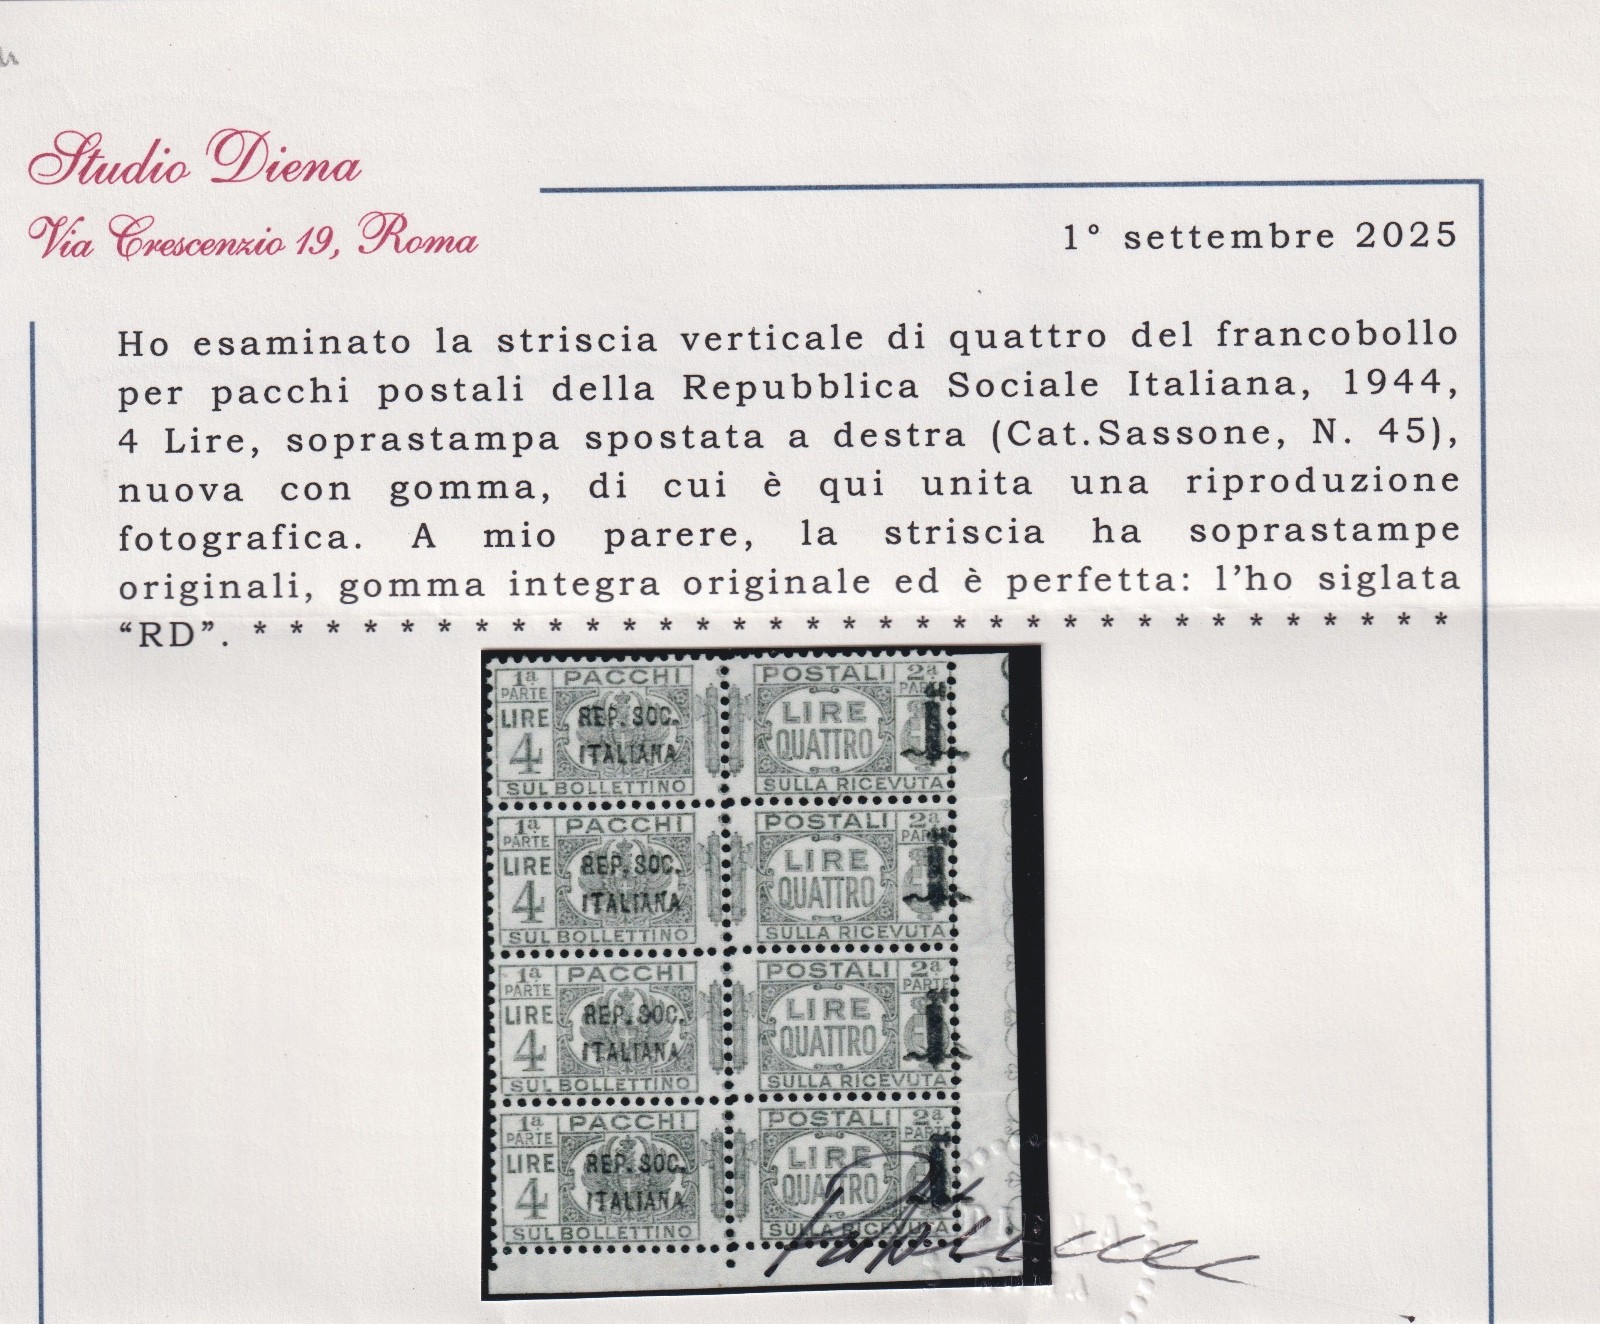 Studio Diena
Via Crescenzio 19, Roma
1° settembre 2025
Ho esaminato la striscia verticale di quattro del francobollo
per pacchi postali della Repubblica Sociale Italiana, 1944,
4 Lire, soprastampa spostata a destra (Cat.Sassone, N. 45),
nuova con gomma, di cui è qui unita una riproduzione
fotografica. A mio parere, la striscia ha soprastampe
originali, gomma integra originale ed è perfetta: l'ho siglata
“RD”. * * * * * * * * * * * * * * * * * * * * * * * * * * * * * * * * *
1ª PARTE PACCHI POSTALI 2ª PARTE
LIRE 4 REP. SOC. ITALIANA LIRE QUATTRO
SUL BOLLETTINO SULLA RICEVUTA
1ª PARTE PACCHI POSTALI 2ª PARTE
LIRE 4 REP. SOC. ITALIANA LIRE QUATTRO
SUL BOLLETTINO SULLA RICEVUTA
1ª PARTE PACCHI POSTALI 2ª PARTE
LIRE 4 REP. SOC. ITALIANA LIRE QUATTRO
SUL BOLLETTINO SULLA RICEVUTA
1ª PARTE PACCHI POSTALI 2ª PARTE
LIRE 4 REP. SOC. ITALIANA LIRE QUATTRO
SUL BOLLETTINO SULLA RICEVUTA